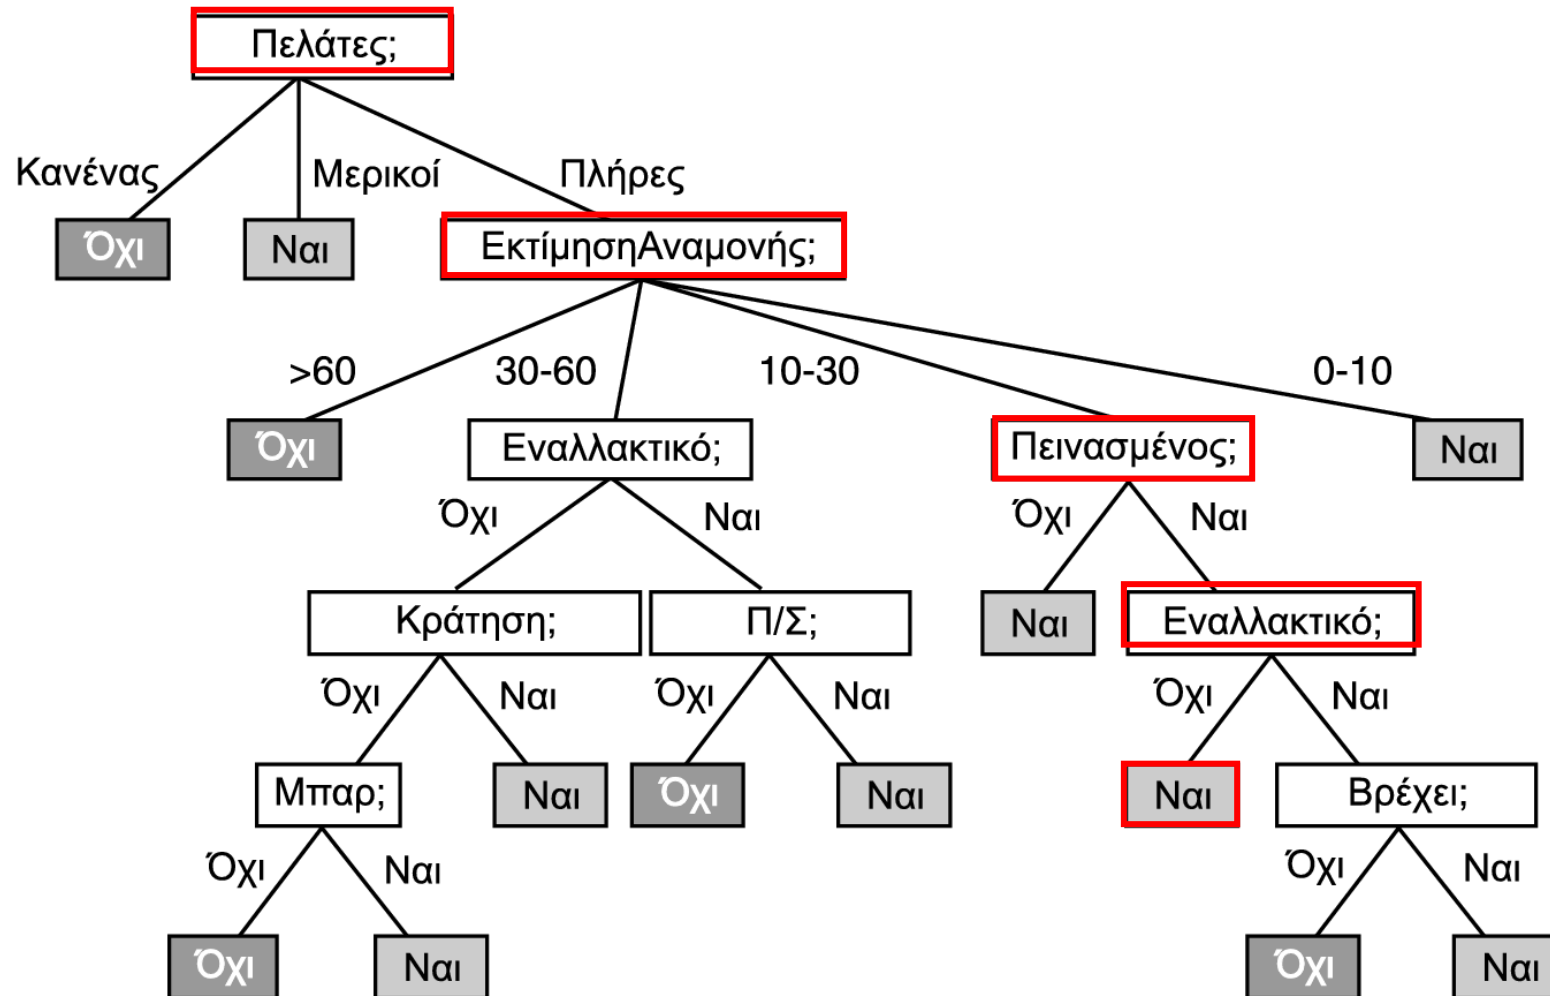 Πελάτες;
Κανένας Μερικοί Πλήρες
Όχι Ναι ΕκτίμησηΑναμονής;
>60 30-60 10-30 0-10
Όχι Εναλλακτικό; Πεινασμένος; Ναι
Όχι Ναι Όχι Ναι
Κράτηση; Π/Σ; Ναι Εναλλακτικό;
Όχι Ναι Όχι Ναι Όχι Ναι
Μπαρ; Ναι Όχι Ναι Ναι Βρέχει;
Όχι Ναι Όχι Ναι
Όχι Ναι Όχι Ναι